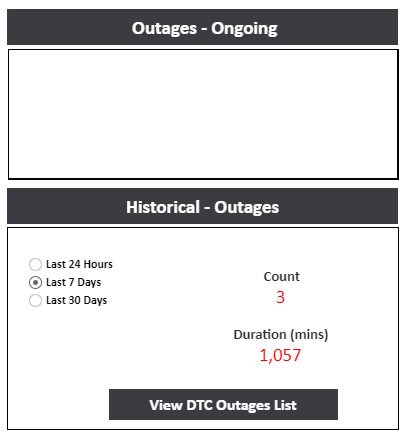 Outages - Ongoing
Historical - Outages
Last 24 Hours
Last 7 Days
Last 30 Days
Count
3
Duration (mins)
1,057
View DTC Outages List